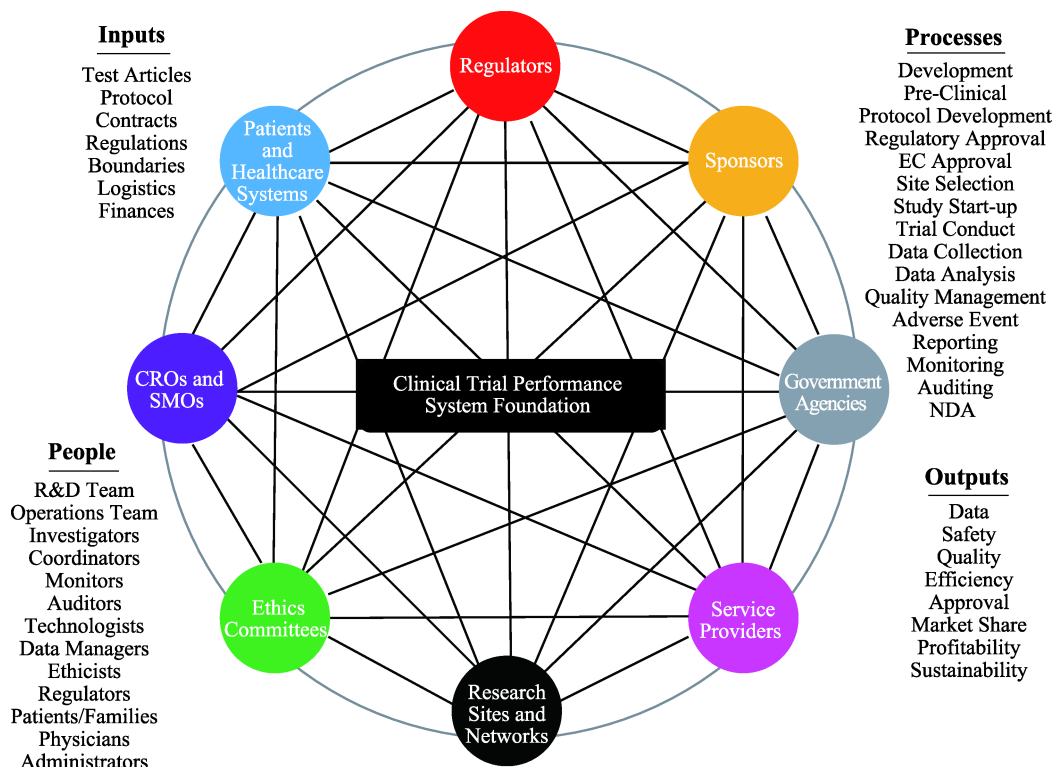 Inputs
Test Articles
Protocol
Contracts
Regulations
Boundaries
Logistics
Finances
Regulators
Patients
and
Healthcare
Systems
Sponsors
Processes
Development
Pre-Clinical
Protocol Development
Regulatory Approval
EC Approval
Site Selection
Study Start-up
Trial Conduct
Data Collection
Data Analysis
Quality Management
Adverse Event
Reporting
Monitoring
Auditing
NDA
CROs and
SMOs
Clinical Trial Performance
System Foundation
Government
Agencies
People
R&D Team
Operations Team
Investigators
Coordinators
Monitors
Auditors
Technologists
Data Managers
Ethicists
Regulators
Patients/Families
Physicians
Administrators
Ethics
Committees
Research
Sites and
Networks
Service
Providers
Outputs
Data
Safety
Quality
Efficiency
Approval
Market Share
Profitability
Sustainability